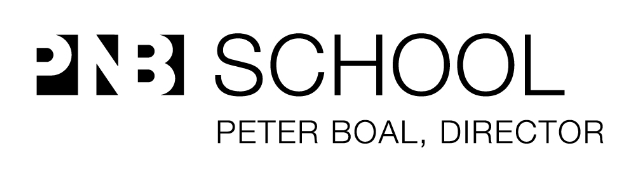 PNB SCHOOL
PETER BOAL, DIRECTOR